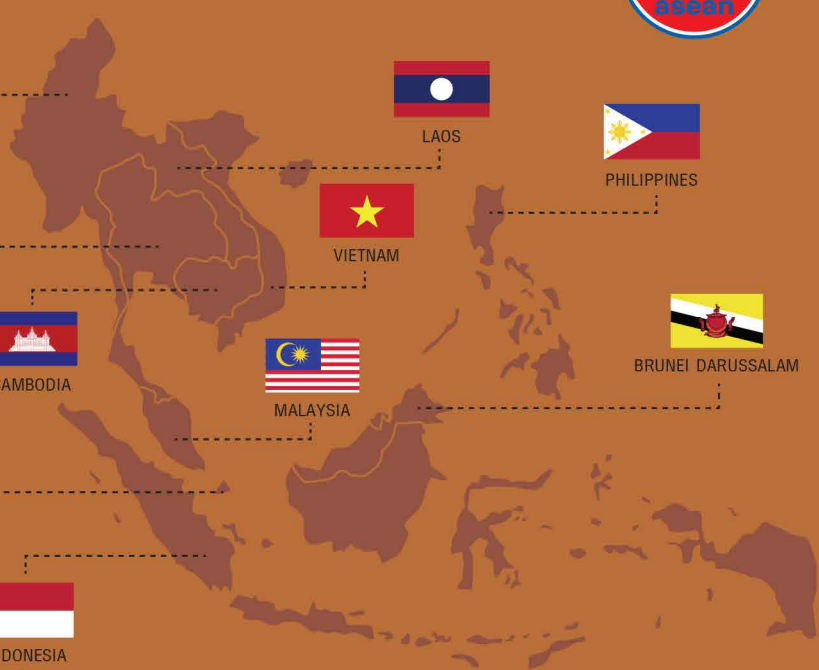 asean
LAOS
PHILIPPINES
VIETNAM
BRUNEI DARUSSALAM
AMBODIA
MALAYSIA
DONESIA